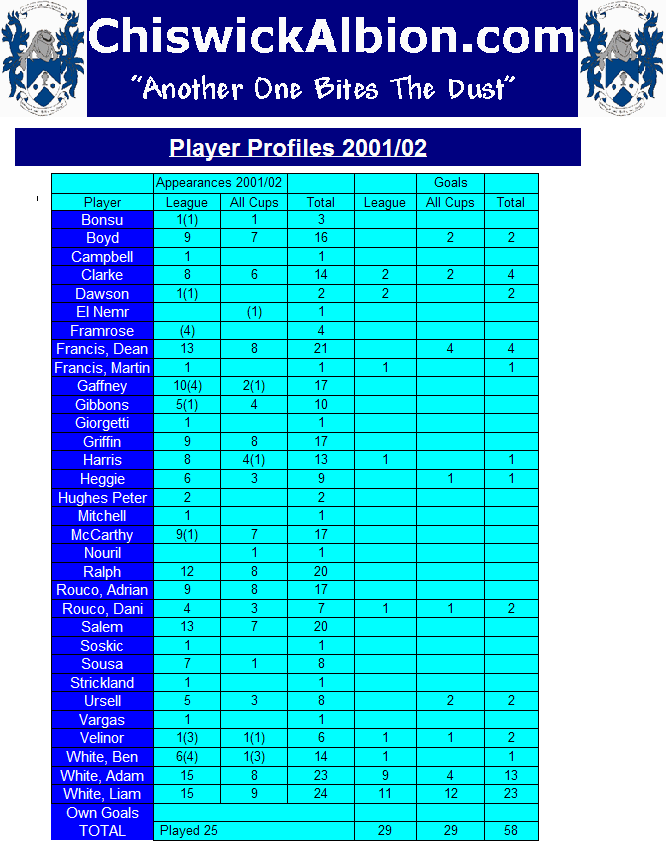 ChiswickAlbion.com
"Another One Bites The Dust"
Player Profiles 2001/02
Appearances 2001/02 Goals
Player League All Cups Total League All Cups Total
Bonsu 1(1) 1 3
Boyd 9 7 16 2 2
Campbell 1 1
Clarke 8 6 14 2 2 4
Dawson 1(1) 2 2 2
El Nemr (1) 1
Framrose (4) 4
Francis, Dean 13 8 21 4 4
Francis, Martin 1 1 1 1
Gaffney 10(4) 2(1) 17
Gibbons 5(1) 4 10
Giorgetti 1 1
Griffin 9 8 17
Harris 8 4(1) 13 1 1
Heggie 6 3 9 1 1
Hughes Peter 2 2
Mitchell 1 1
McCarthy 9(1) 7 17
Nouril 1 1
Ralph 12 8 20
Rouco, Adrian 9 8 17
Rouco, Dani 4 3 7 1 1 2
Salem 13 7 20
Soskic 1 1
Sousa 7 1 8
Strickland 1 1
Ursell 5 3 8 2 2
Vargas 1 1
Velinor 1(3) 1(1) 6 1 1 2
White, Ben 6(4) 1(3) 14 1 1
White, Adam 15 8 23 9 4 13
White, Liam 15 9 24 11 12 23
Own Goals
TOTAL Played 25 29 29 58